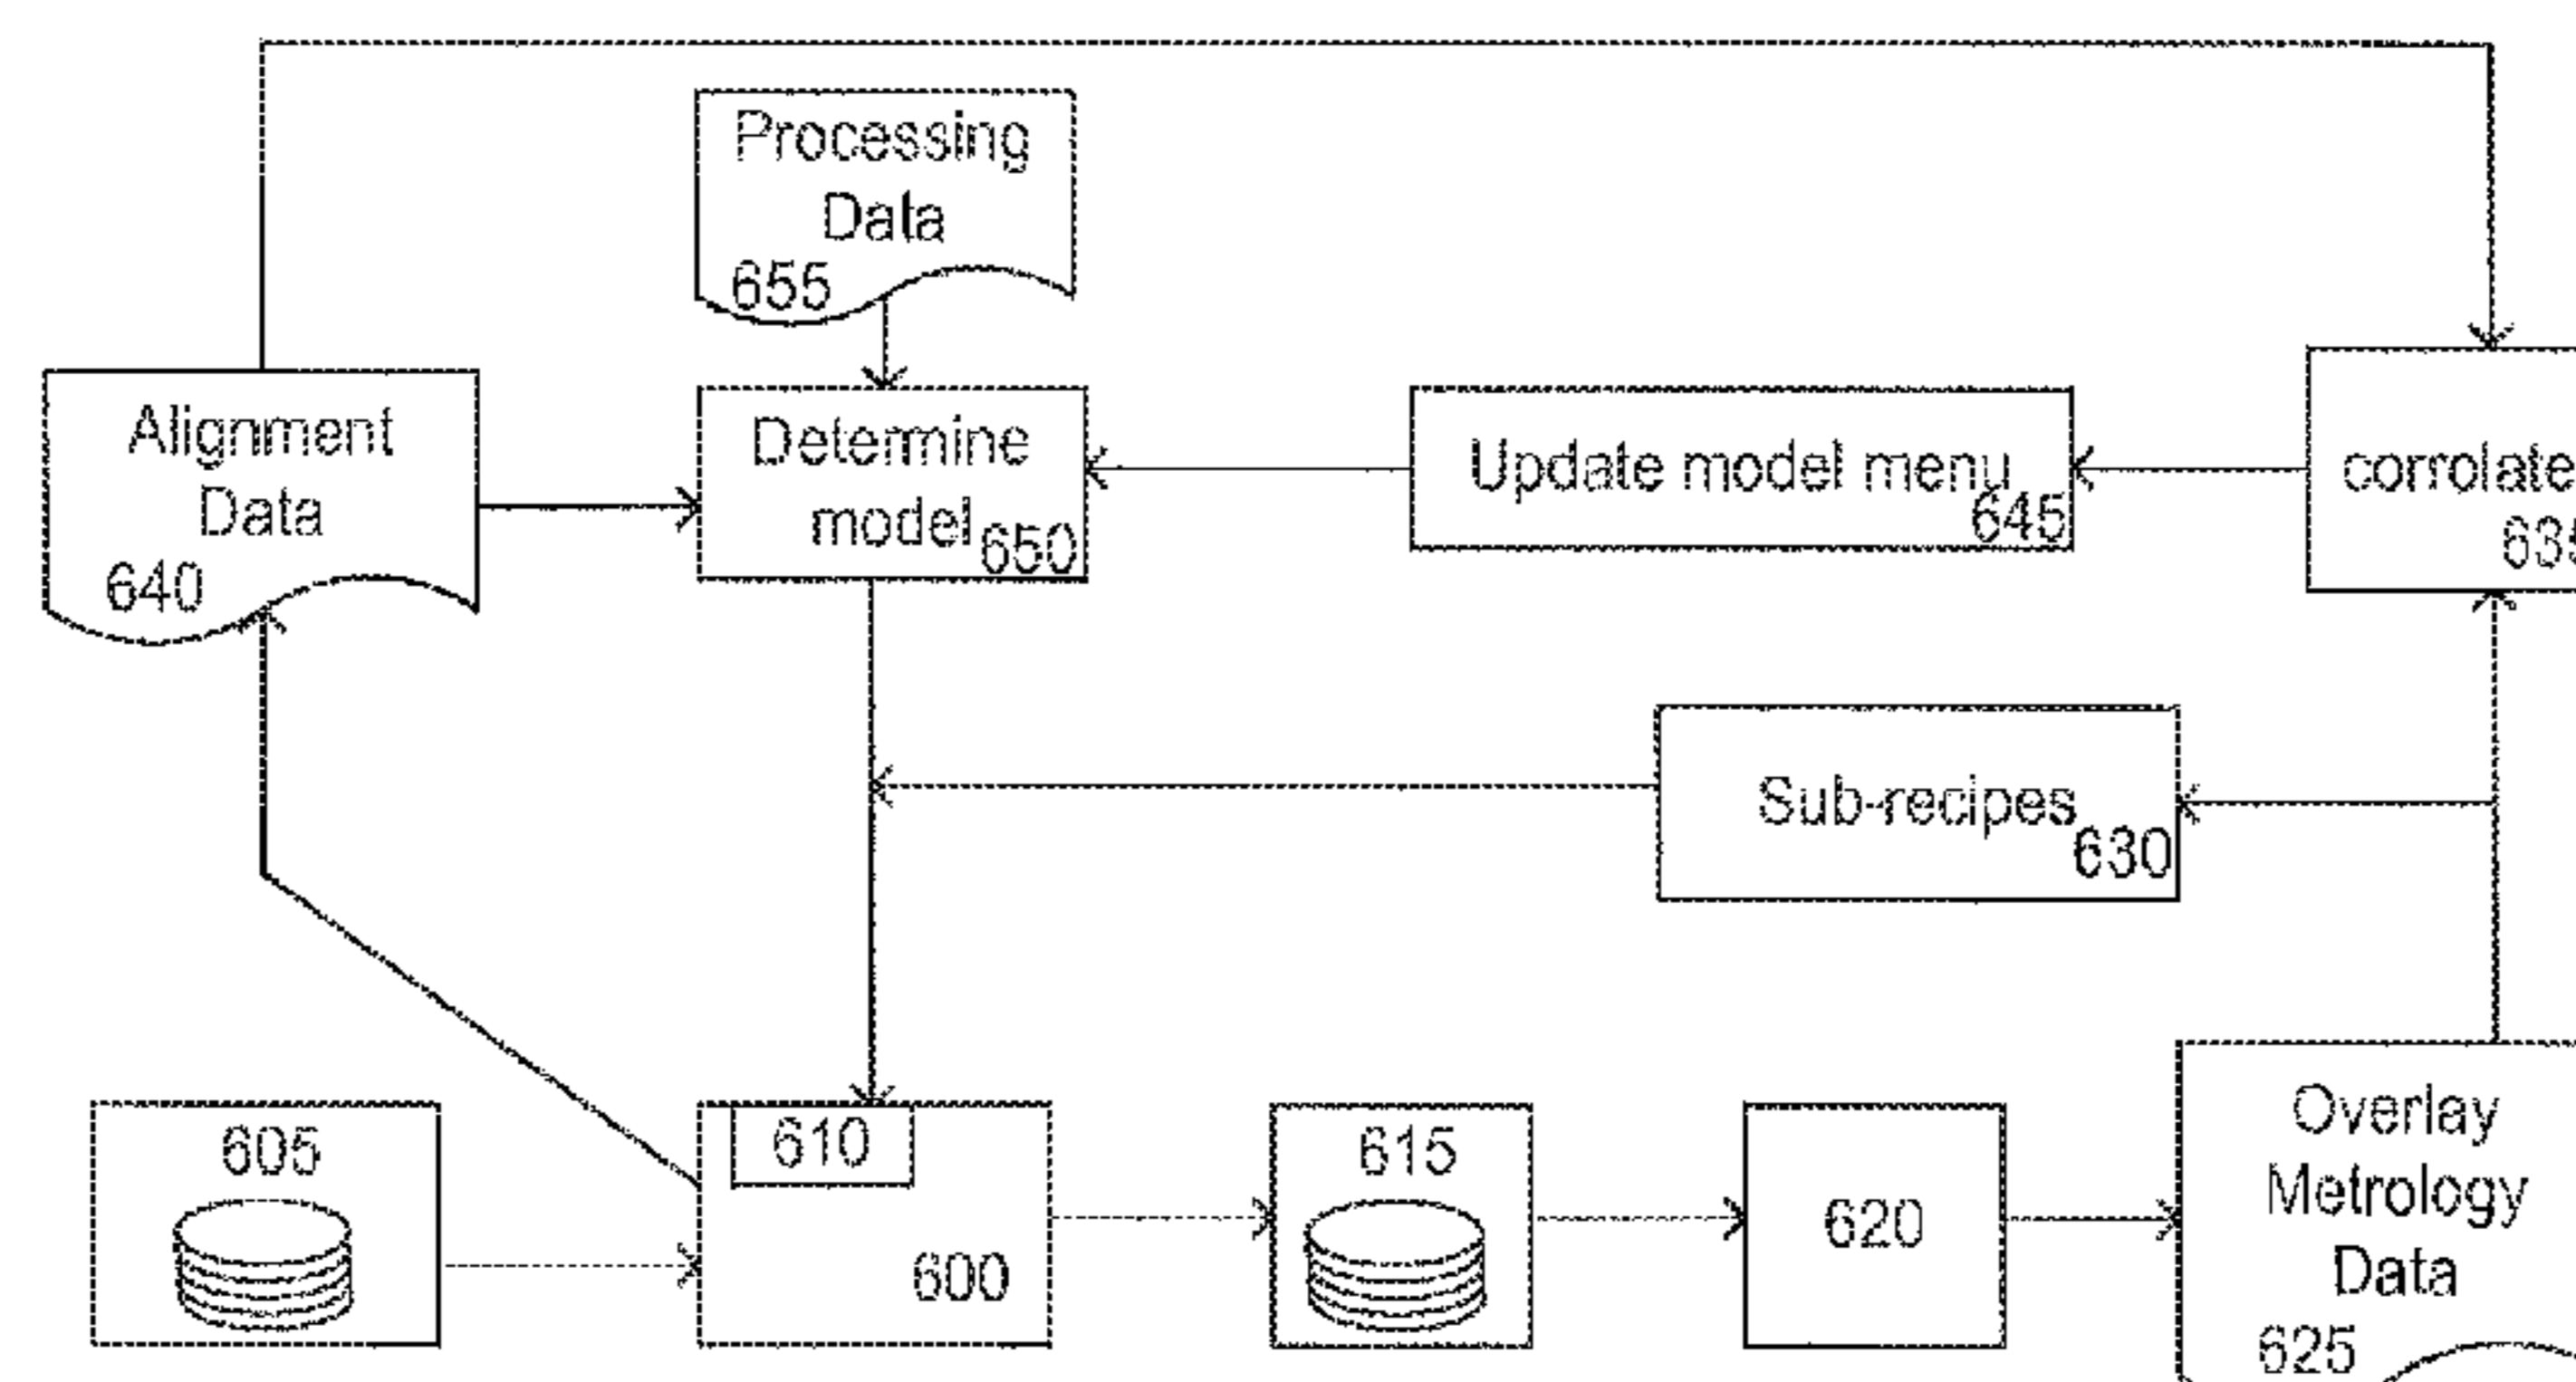 Processing
Data
655
Alignment
Data
640
Determine
model
650
Update model menu
645
corrolate
Sub-recipes
630
605
610
600
615
620
Overlay
Metrology
Data
625